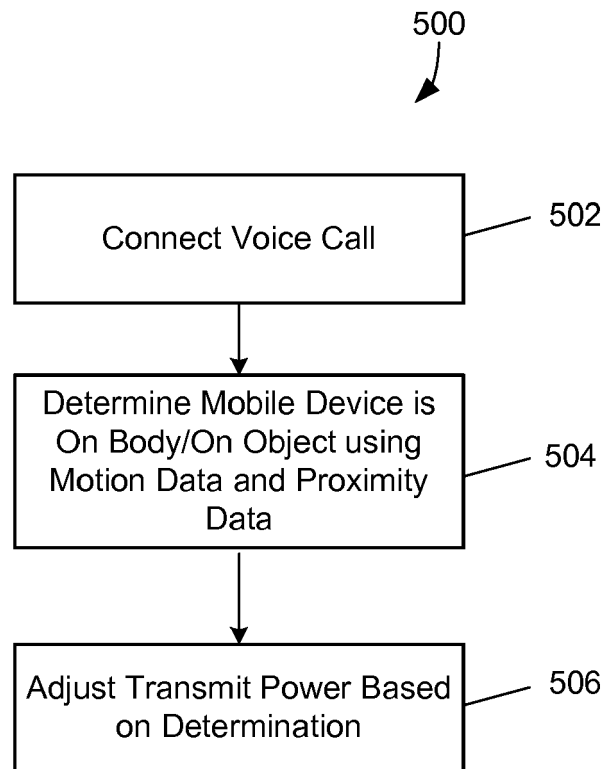 500
Connect Voice Call
502
Determine Mobile Device is
On Body/On Object using
Motion Data and Proximity
Data
504
Adjust Transmit Power Based
on Determination
506